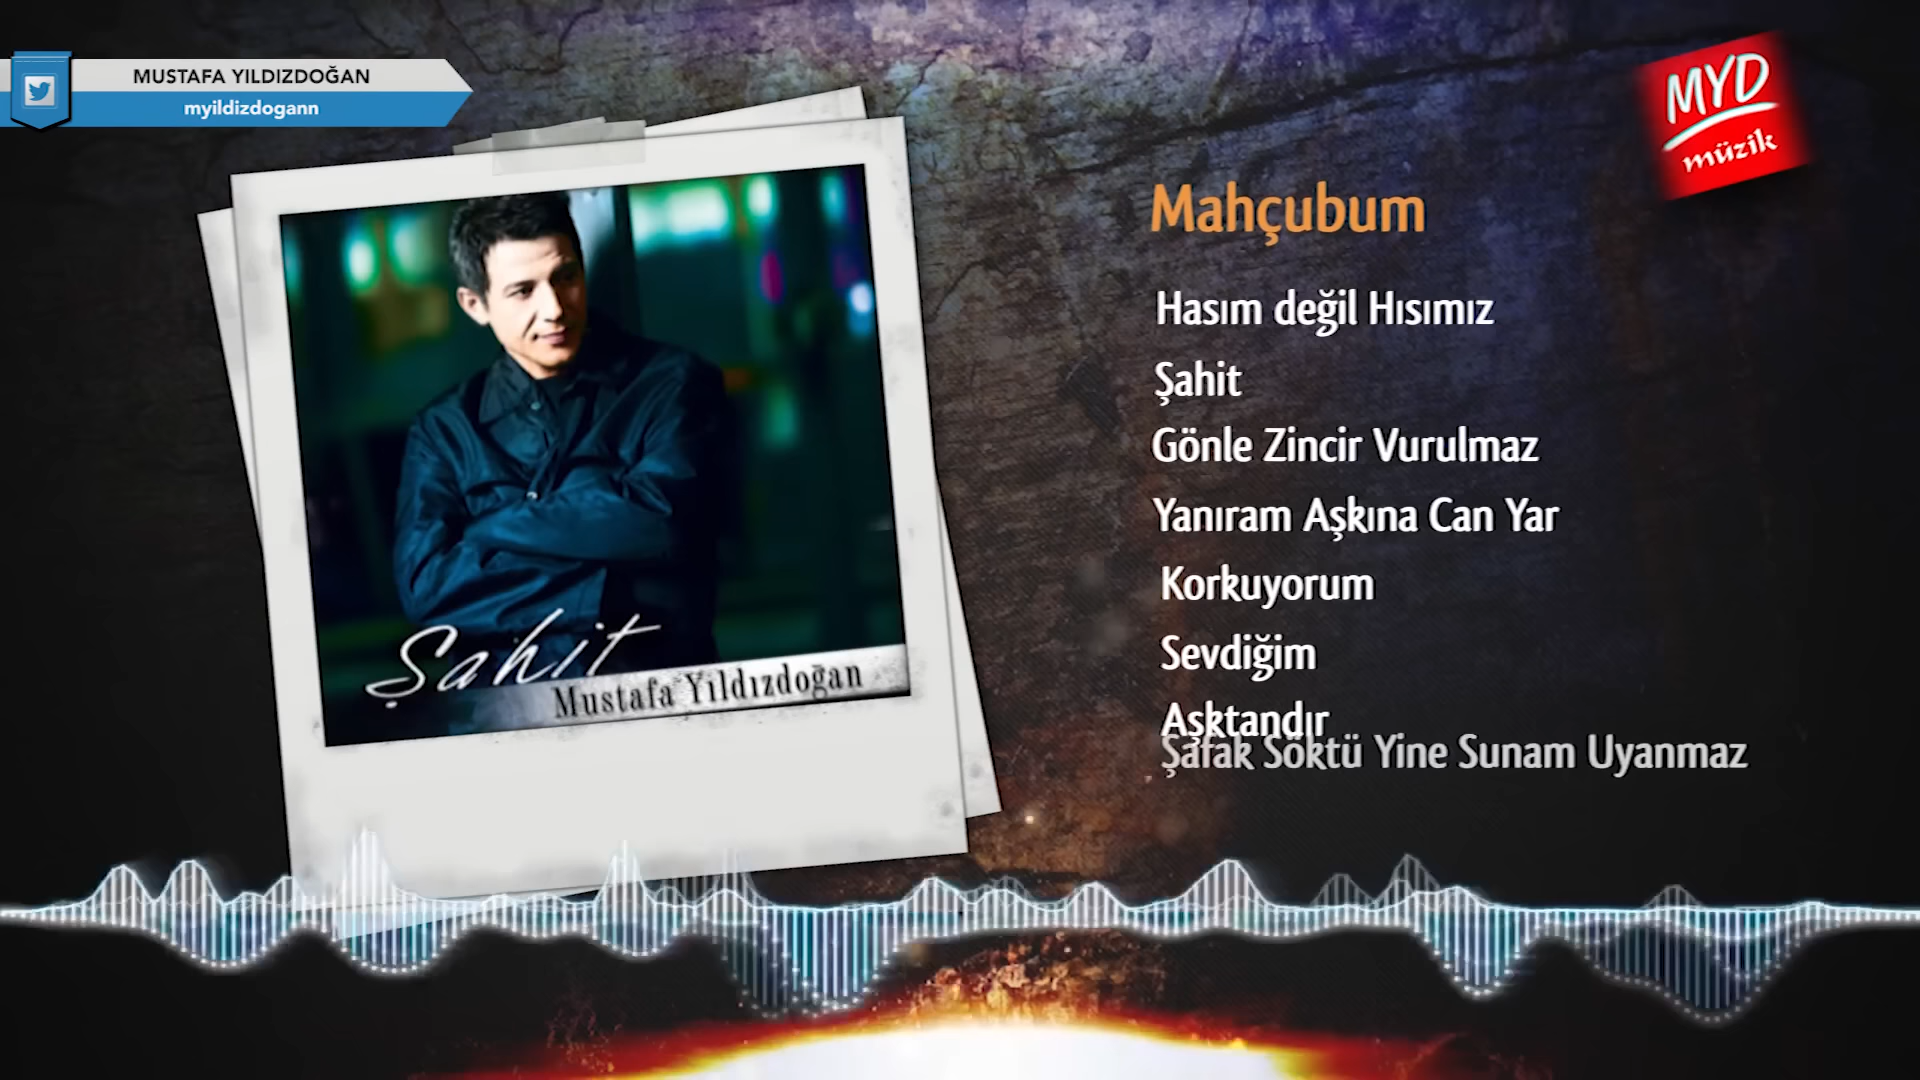 MUSTAFA YILDIZDOĞAN
myildizdogann
MYD
müzik
Mahçubum
Hasım değil Hısımız
Şahit
Gönle Zincir Vurulmaz
Yanıram Aşkına Can Yar
Korkuyorum
Sevdiğim
Aşktandır
Şafak Söktü Yine Sunam Uyanmaz
Şahit
Mustafa Yıldızdoğan